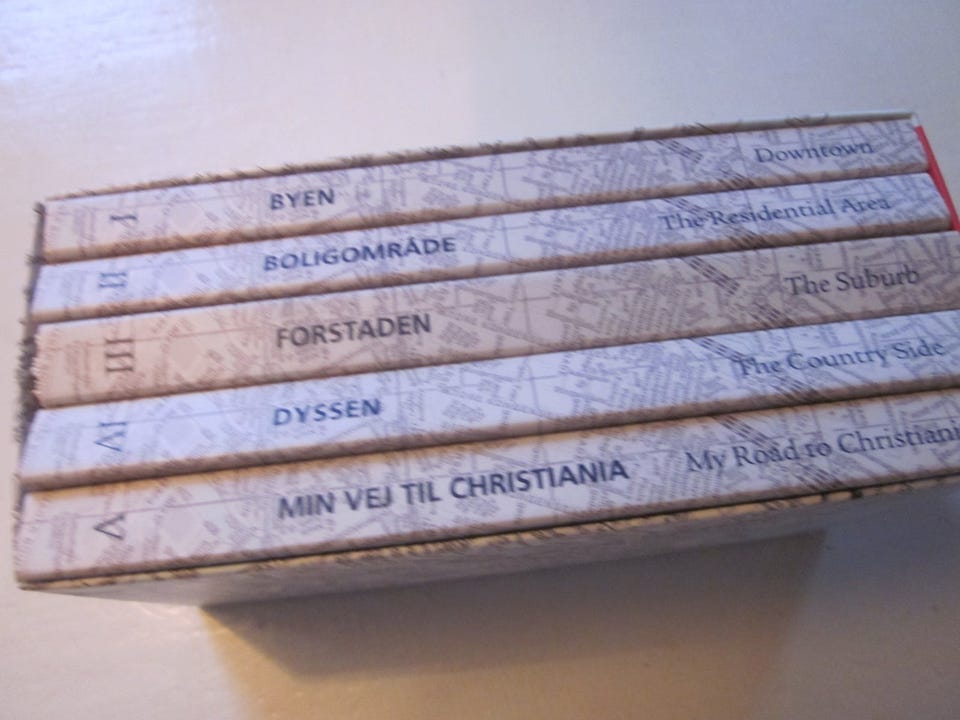 I BYEN Downtown
II BOLIGOMRÅDE The Residential Area
III FORSTADEN The Suburb
IV DYSSEN The Country Side
V MIN VEJ TIL CHRISTIANIA My Road to Christiani